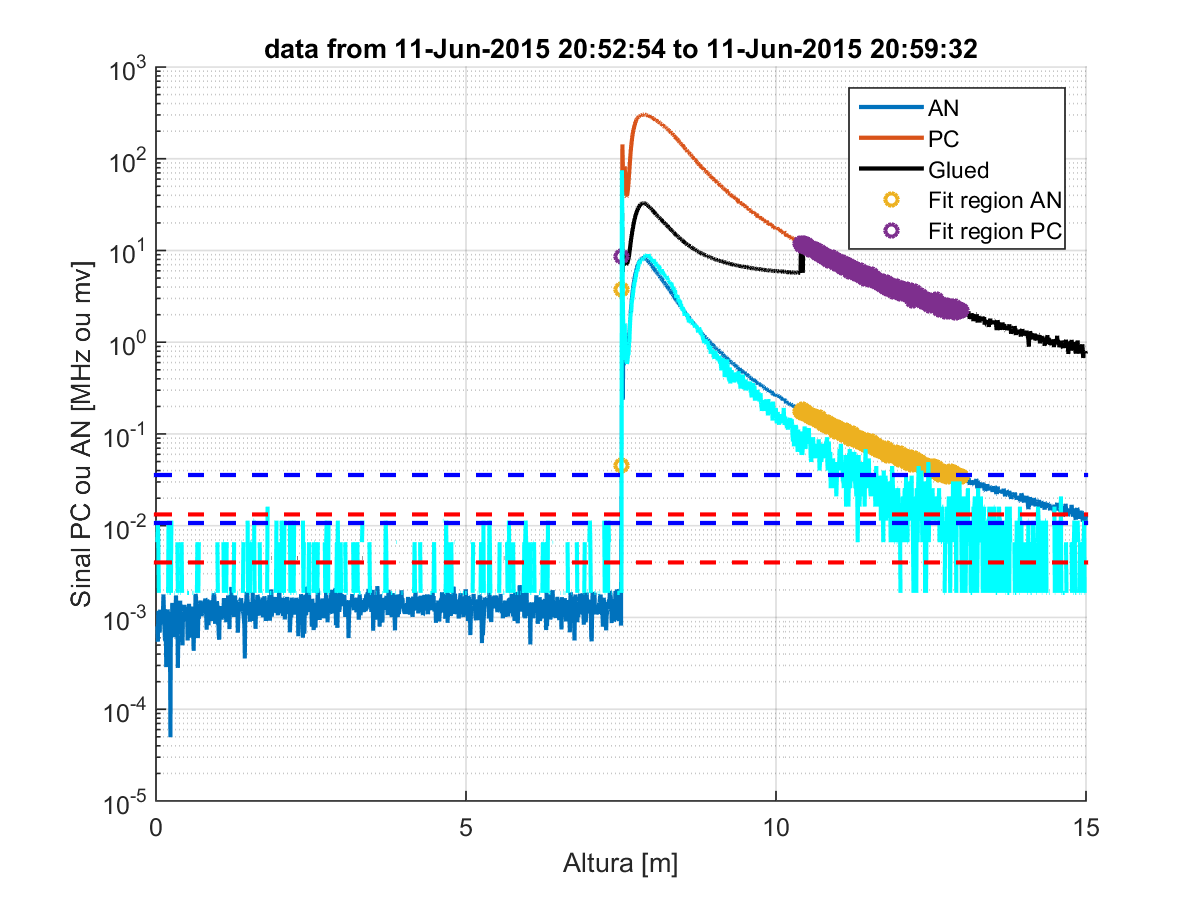 data from 11-Jun-2015 20:52:54 to 11-Jun-2015 20:59:32
10^3
10^2
10^1
10^0
10^-1
10^-2
10^-3
10^-4
10^-5
Sinal PC ou AN [MHz ou mv]
AN
PC
Glued
Fit region AN
Fit region PC
0 5 10 15
Altura [m]